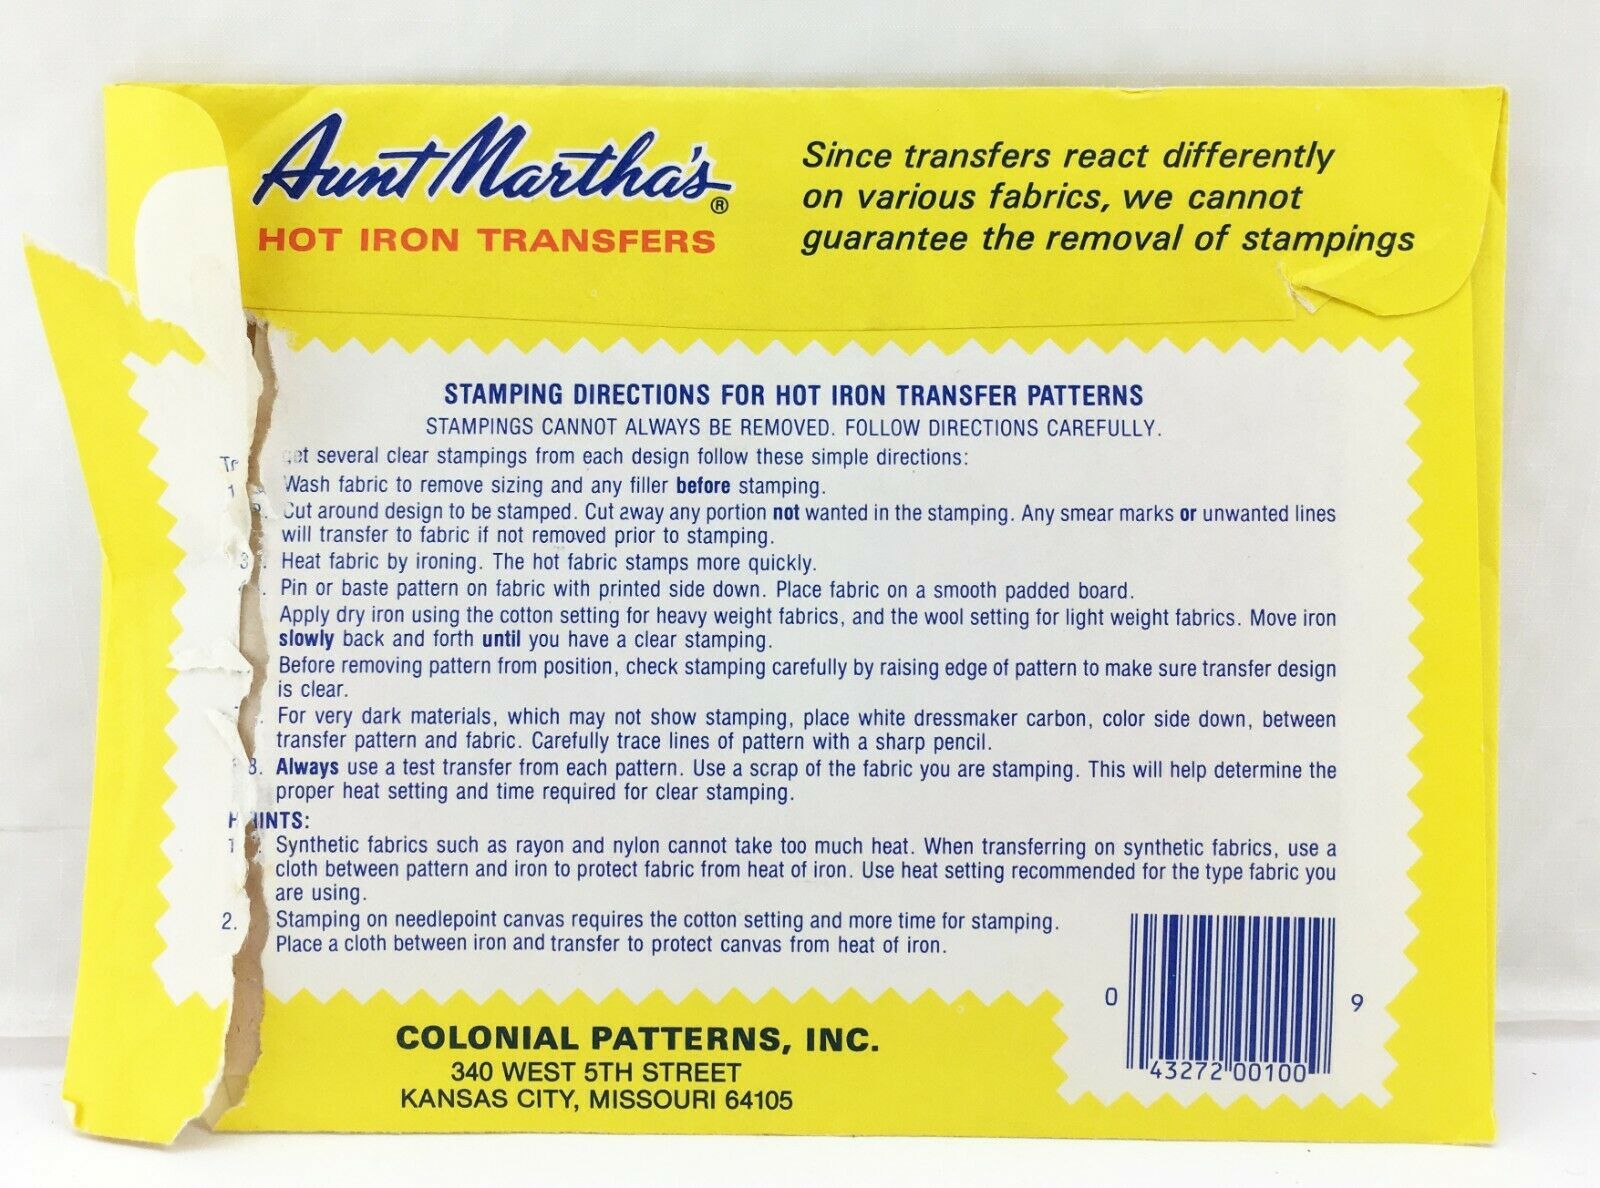 Aunt Martha's®
HOT IRON TRANSFERS
Since transfers react differently
on various fabrics, we cannot
guarantee the removal of stampings
STAMPING DIRECTIONS FOR HOT IRON TRANSFER PATTERNS
STAMPINGS CANNOT ALWAYS BE REMOVED. FOLLOW DIRECTIONS CAREFULLY.
get several clear stampings from each design follow these simple directions:
1 Wash fabric to remove sizing and any filler before stamping.
Cut around design to be stamped. Cut away any portion not wanted in the stamping. Any smear marks or unwanted lines
will transfer to fabric if not removed prior to stamping.
3. Heat fabric by ironing. The hot fabric stamps more quickly.
Pin or baste pattern on fabric with printed side down. Place fabric on a smooth padded board.
Apply dry iron using the cotton setting for heavy weight fabrics, and the wool setting for light weight fabrics. Move iron
slowly back and forth until you have a clear stamping.
Before removing pattern from position, check stamping carefully by raising edge of pattern to make sure transfer design
is clear.
For very dark materials, which may not show stamping, place white dressmaker carbon, color side down, between
transfer pattern and fabric. Carefully trace lines of pattern with a sharp pencil.
8. Always use a test transfer from each pattern. Use a scrap of the fabric you are stamping. This will help determine the
proper heat setting and time required for clear stamping.
HINTS:
1. Synthetic fabrics such as rayon and nylon cannot take too much heat. When transferring on synthetic fabrics, use a
cloth between pattern and iron to protect fabric from heat of iron. Use heat setting recommended for the type fabric you
are using.
2. Stamping on needlepoint canvas requires the cotton setting and more time for stamping.
Place a cloth between iron and transfer to protect canvas from heat of iron.
0 43272 00100 9
COLONIAL PATTERNS, INC.
340 WEST 5TH STREET
KANSAS CITY, MISSOURI 64105